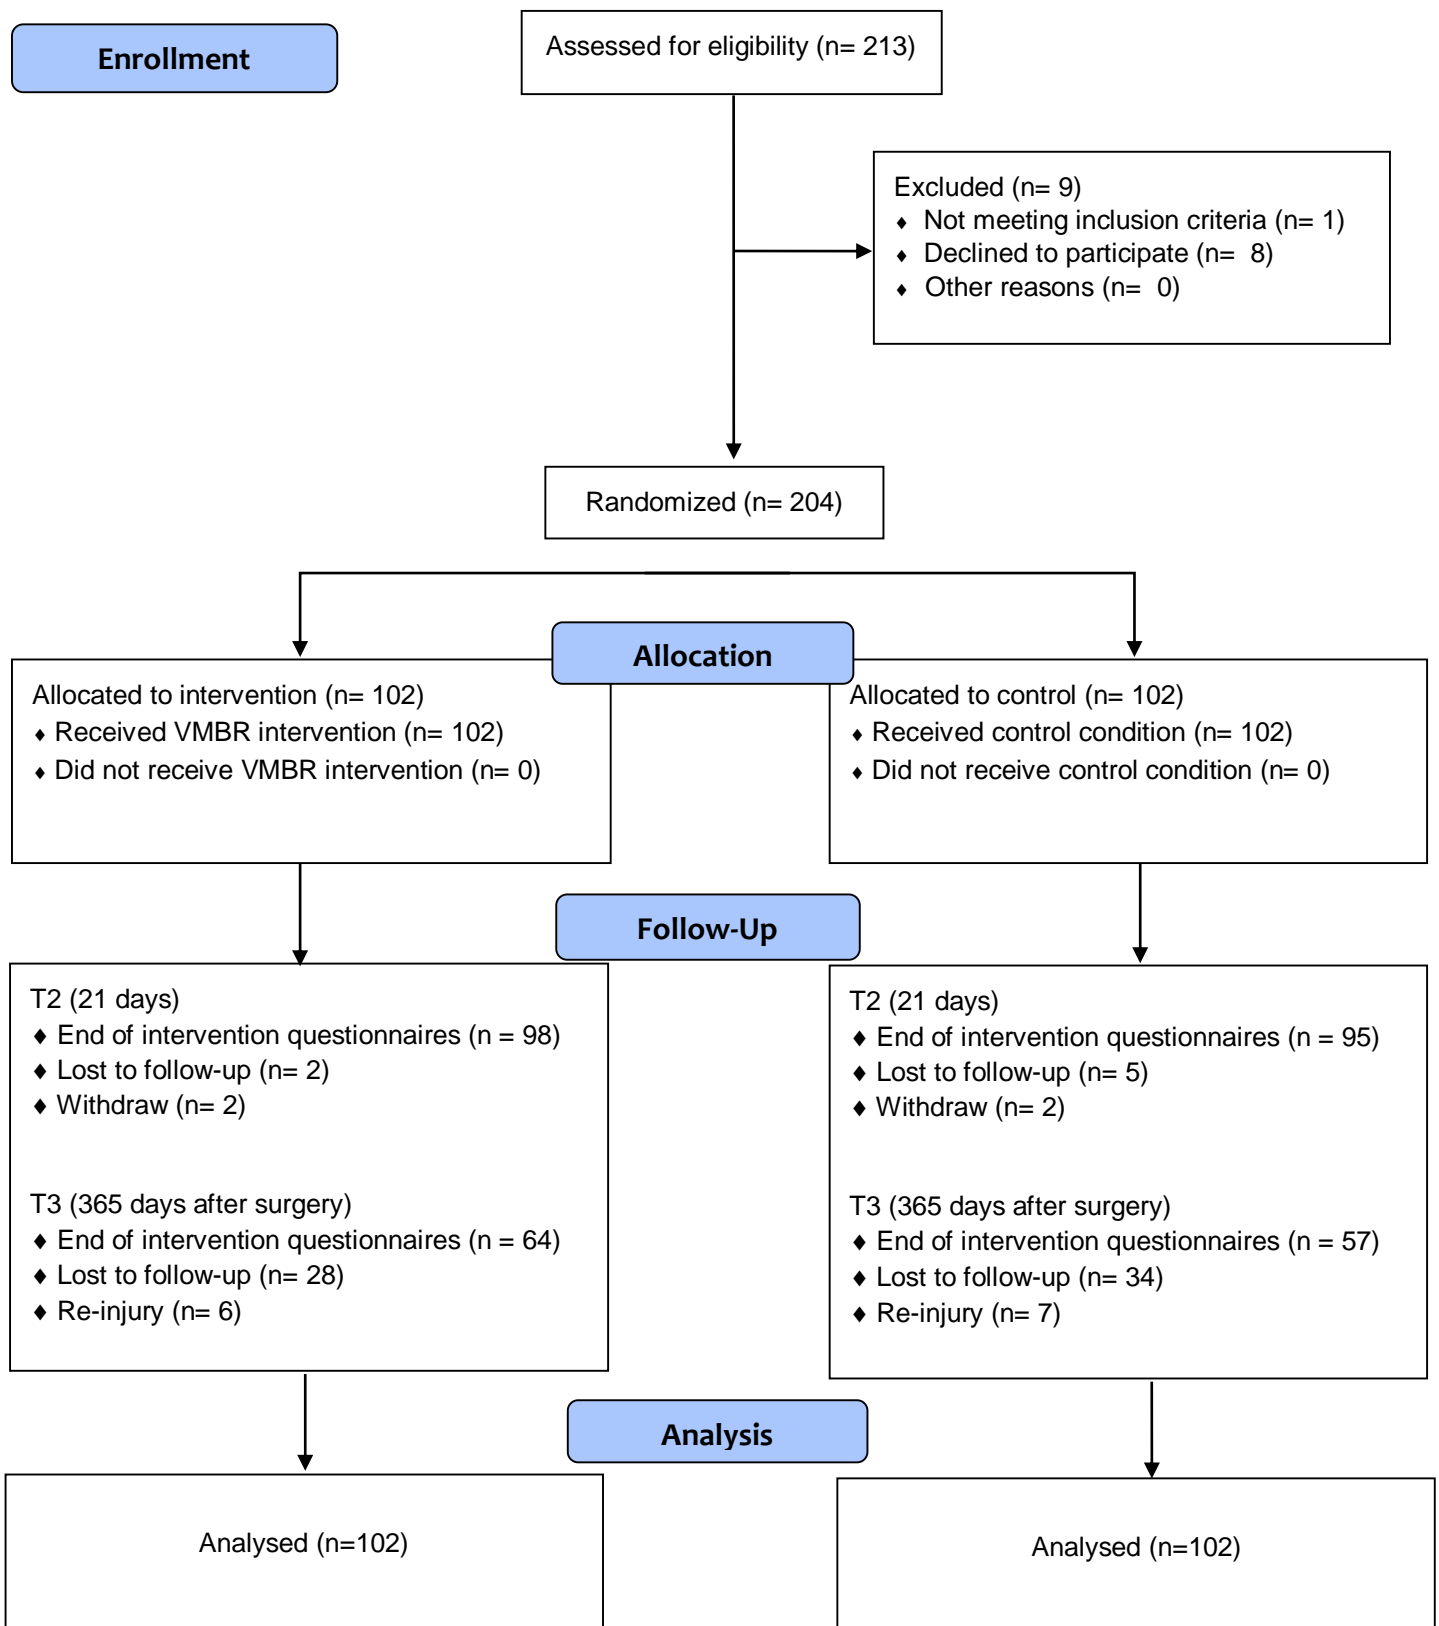 Enrollment
Assessed for eligibility (n= 213)
Excluded (n= 9)
♦ Not meeting inclusion criteria (n= 1)
♦ Declined to participate (n= 8)
♦ Other reasons (n= 0)
Randomized (n= 204)
Allocation
Allocated to intervention (n= 102)
♦ Received VMBR intervention (n= 102)
♦ Did not receive VMBR intervention (n= 0)
Allocated to control (n= 102)
♦ Received control condition (n= 102)
♦ Did not receive control condition (n= 0)
Follow-Up
T2 (21 days)
♦ End of intervention questionnaires (n = 98)
♦ Lost to follow-up (n= 2)
♦ Withdraw (n= 2)
T3 (365 days after surgery)
♦ End of intervention questionnaires (n = 64)
♦ Lost to follow-up (n= 28)
♦ Re-injury (n= 6)
T2 (21 days)
♦ End of intervention questionnaires (n = 95)
♦ Lost to follow-up (n= 5)
♦ Withdraw (n= 2)
T3 (365 days after surgery)
♦ End of intervention questionnaires (n = 57)
♦ Lost to follow-up (n= 34)
♦ Re-injury (n= 7)
Analysis
Analysed (n=102)
Analysed (n=102)